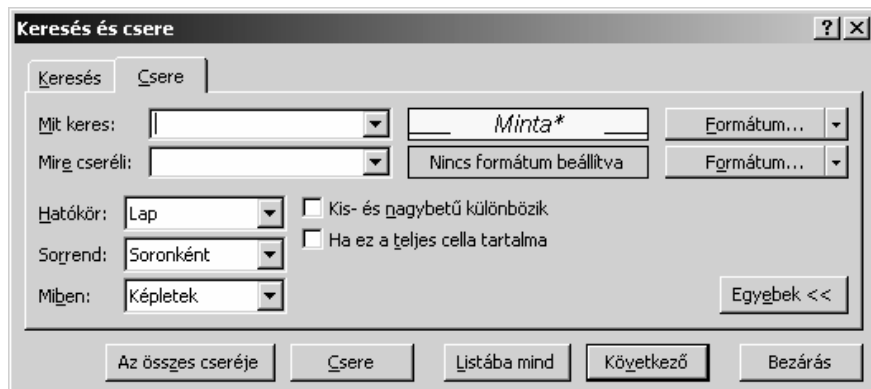 Keresés és csere
Keresés Csere
Mit keres: Minta* Formátum...
Mire cseréli: Nincs formátum beállítva Formátum...
Hatókör: Lap Kis- és nagybetű különbözik
Sorrend: Soronként Ha ez a teljes cella tartalma
Miben: Képletek Egyebek <<
Az összes cseréje Csere Listába mind Következő Bezárás